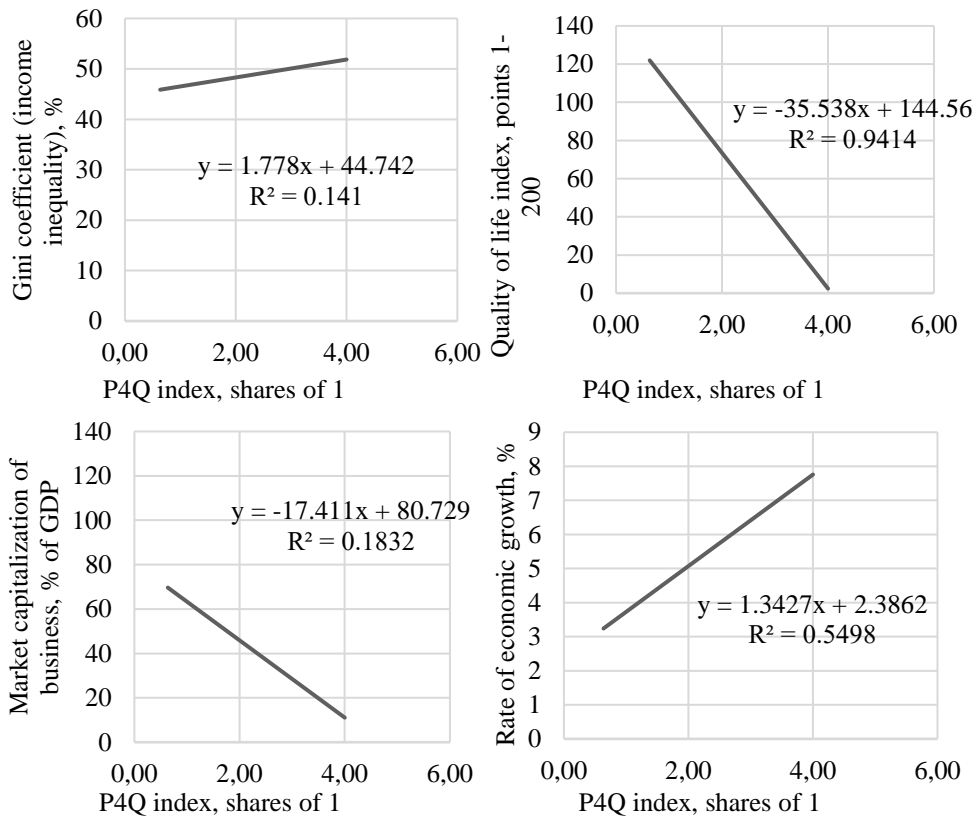 Gini coefficient (income
inequality), %
60
50
40
30
20
10
0
y = 1.778x + 44.742
R² = 0.141
0,00 2,00 4,00 6,00
P4Q index, shares of 1
Quality of life index, points 1-
200
140
120
100
80
60
40
20
0
y = -35.538x + 144.56
R² = 0.9414
0,00 2,00 4,00 6,00
P4Q index, shares of 1
Market capitalization of
business, % of GDP
140
120
100
80
60
40
20
0
y = -17.411x + 80.729
R² = 0.1832
0,00 2,00 4,00 6,00
P4Q index, shares of 1
Rate of economic growth, %
9
8
7
6
5
4
3
2
1
0
y = 1.3427x + 2.3862
R² = 0.5498
0,00 2,00 4,00 6,00
P4Q index, shares of 1